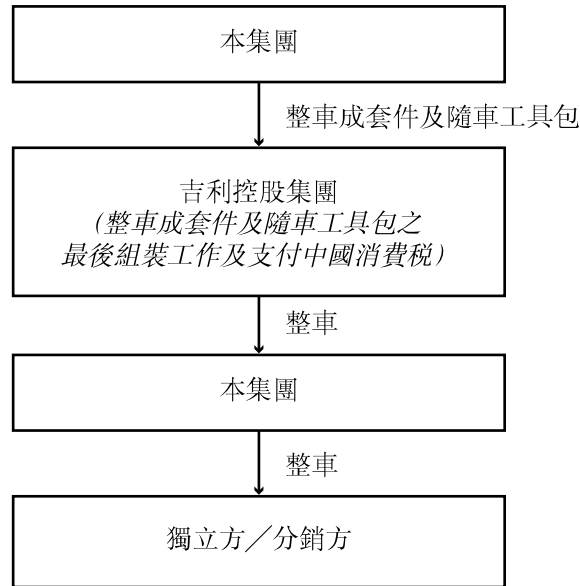 本集團
整車成套件及隨車工具包
吉利控股集團
(整車成套件及隨車工具包之
最後組裝工作及支付中國消費稅)
整車
本集團
整車
獨立方／分銷方